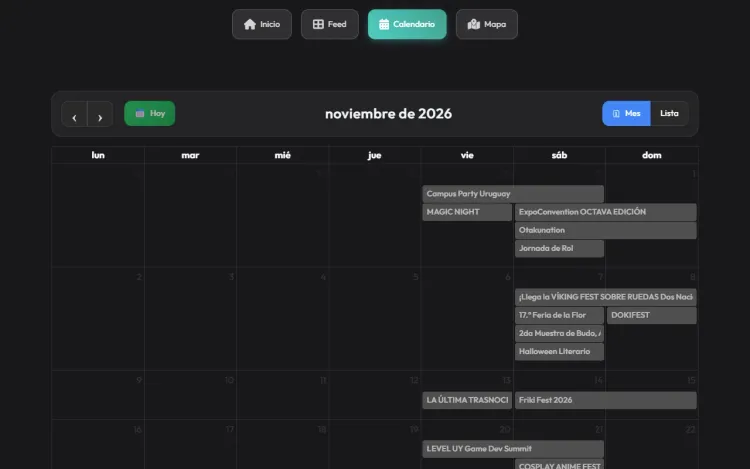 Inicio
Feed
Calendario
Mapa
‹ ›
Hoy
noviembre de 2026
Mes
Lista
lun mar mié jue vie sáb dom
1
Campus Party Uruguay
MAGIC NIGHT
ExpoConvention OCTAVA EDICIÓN
Otakunation
Jornada de Rol
2 3 4 5 6 7 8
¡Llega la VÍKING FEST SOBRE RUEDAS Dos Naci
17.ª Feria de la Flor
DOKIFEST
2da Muestra de Budo, A
Halloween Literario
9 10 11 12 13 14 15
LA ÚLTIMA TRASNOCI
Friki Fest 2026
16 17 18 19 20 21 22
LEVEL UY Game Dev Summit
COSPLAY ANIME FEST